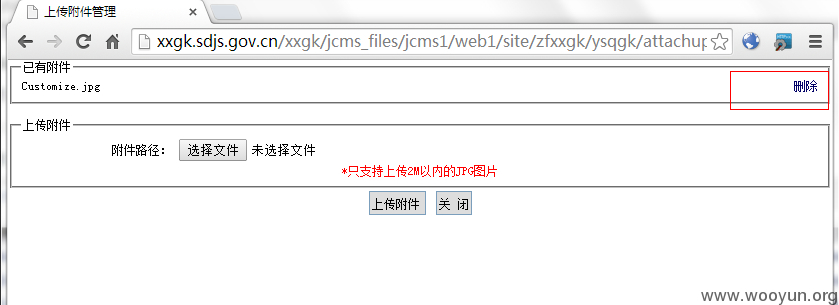 上传附件管理
xxgk.sdjs.gov.cn/xxgk/jcms_files/jcms1/web1/site/zfxxgk/ysqgk/attachup
已有附件
Customize.jpg 删除
上传附件
附件路径： 选择文件 未选择文件
*只支持上传2M以内的JPG图片
上传附件 关 闭
www.wooyun.org